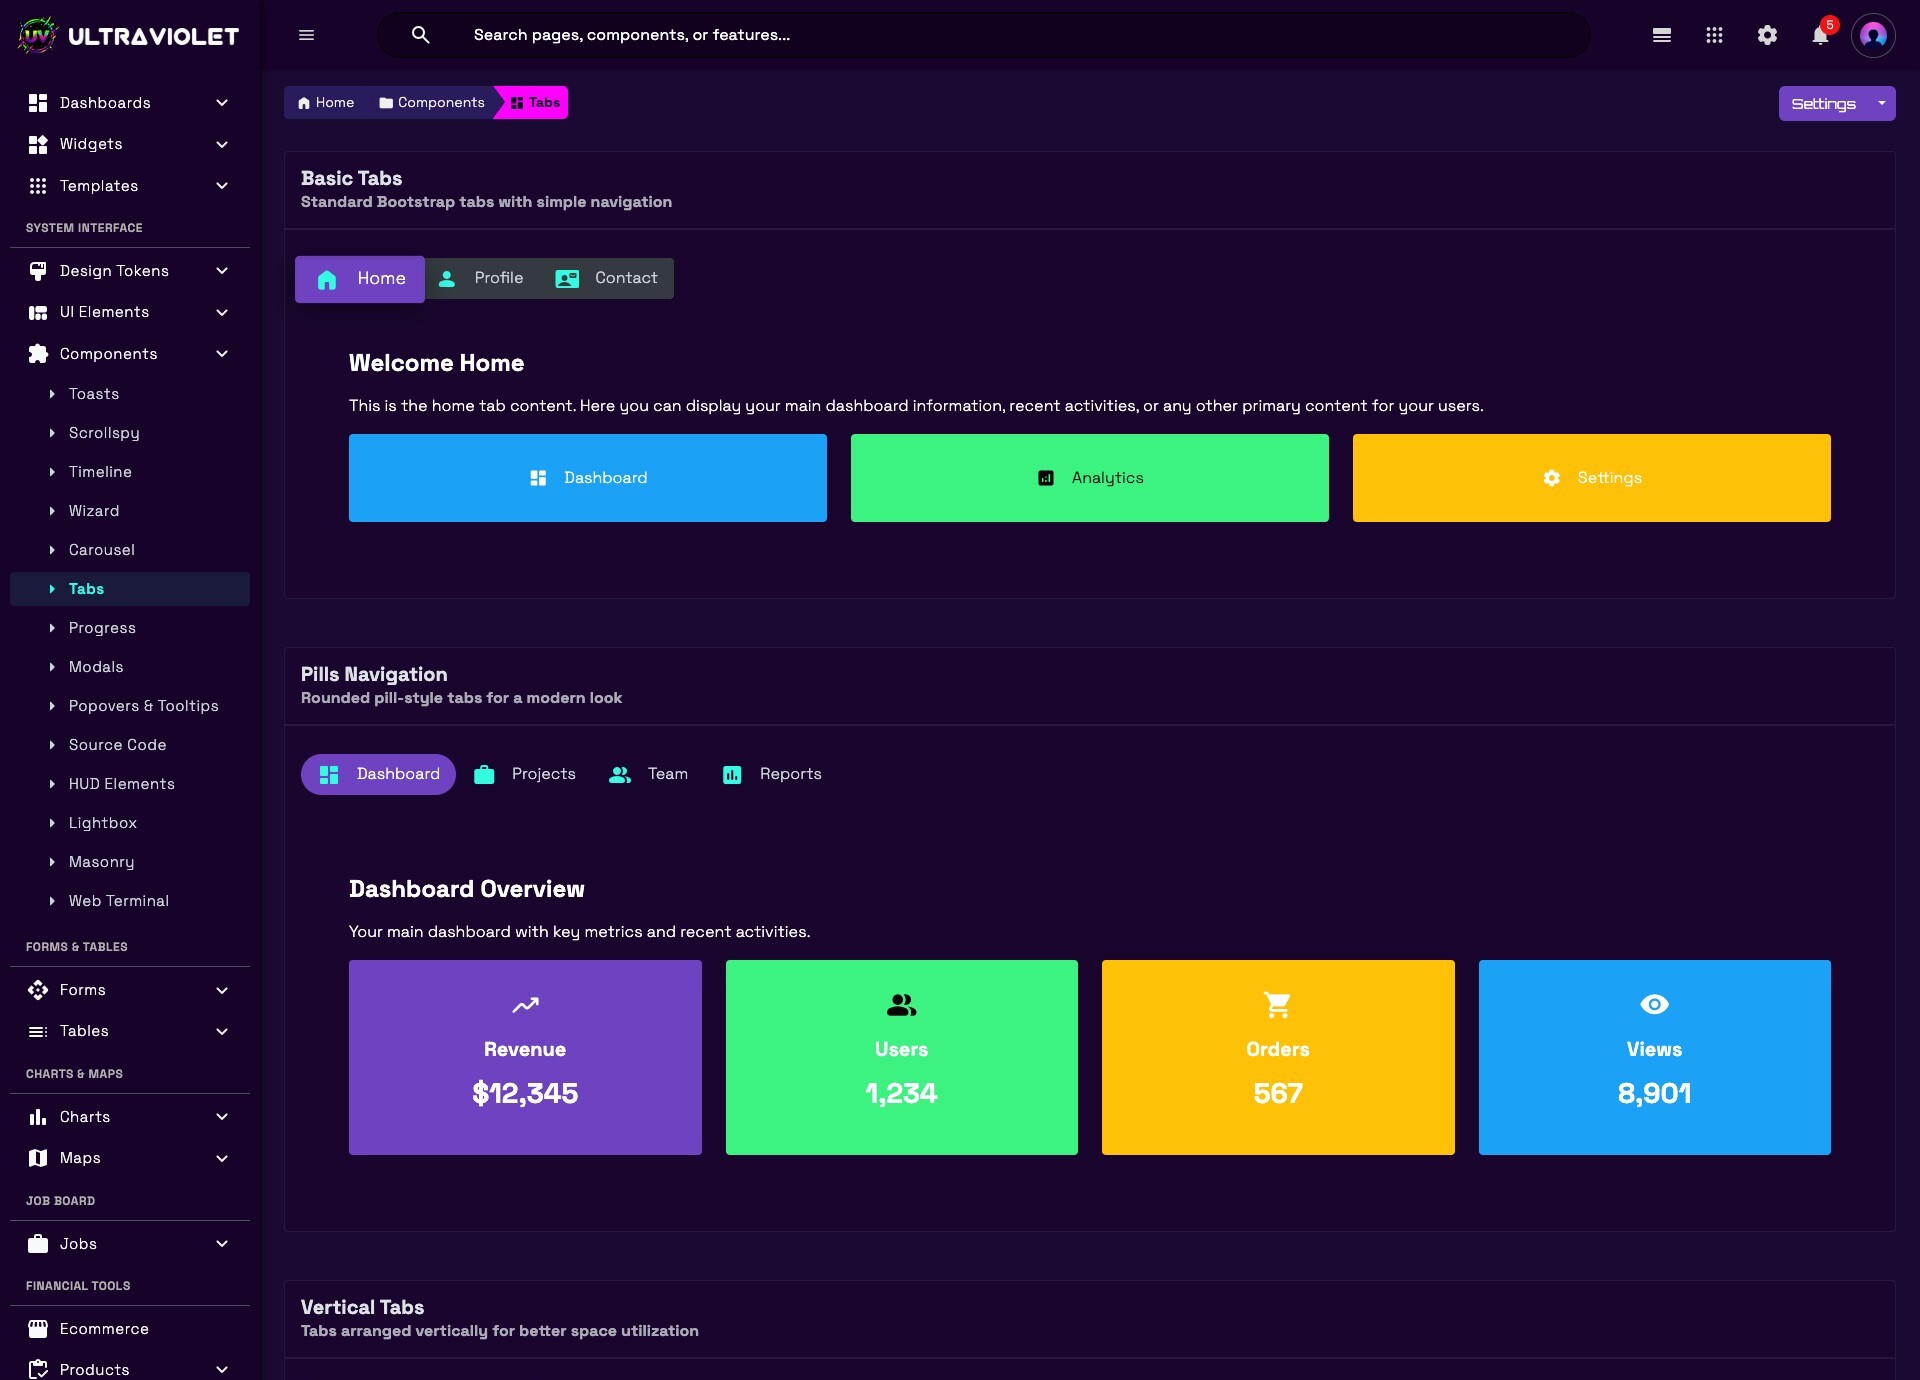 UV ULTRAVIOLET
Search pages, components, or features...
5
Dashboards
Widgets
Templates
SYSTEM INTERFACE
Design Tokens
UI Elements
Components
Toasts
Scrollspy
Timeline
Wizard
Carousel
Tabs
Progress
Modals
Popovers & Tooltips
Source Code
HUD Elements
Lightbox
Masonry
Web Terminal
FORMS & TABLES
Forms
Tables
CHARTS & MAPS
Charts
Maps
JOB BOARD
Jobs
FINANCIAL TOOLS
Ecommerce
Products
Home Components Tabs
Settings
Basic Tabs
Standard Bootstrap tabs with simple navigation
Home Profile Contact
Welcome Home
This is the home tab content. Here you can display your main dashboard information, recent activities, or any other primary content for your users.
Dashboard Analytics Settings
Pills Navigation
Rounded pill-style tabs for a modern look
Dashboard Projects Team Reports
Dashboard Overview
Your main dashboard with key metrics and recent activities.
Revenue
$12,345
Users
1,234
Orders
567
Views
8,901
Vertical Tabs
Tabs arranged vertically for better space utilization